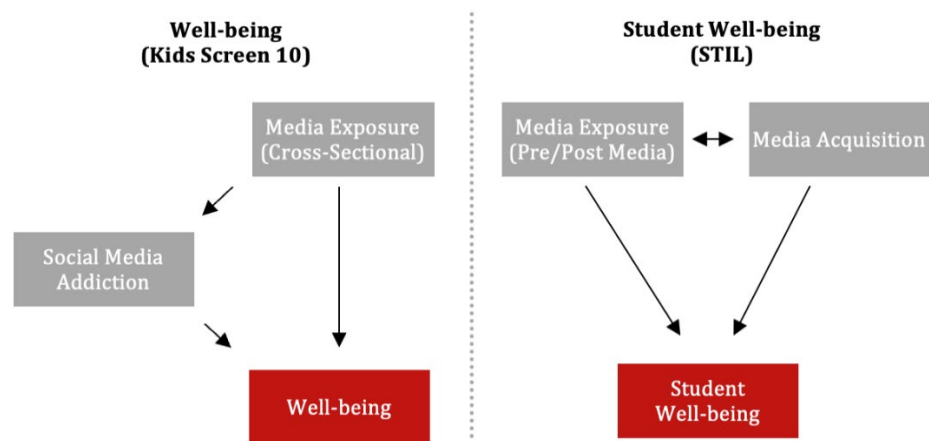 Well-being
(Kids Screen 10)
Media Exposure
(Cross-Sectional)
Social Media
Addiction
Well-being
Student Well-being
(STIL)
Media Exposure
(Pre/Post Media)
Media Acquisition
Student
Well-being